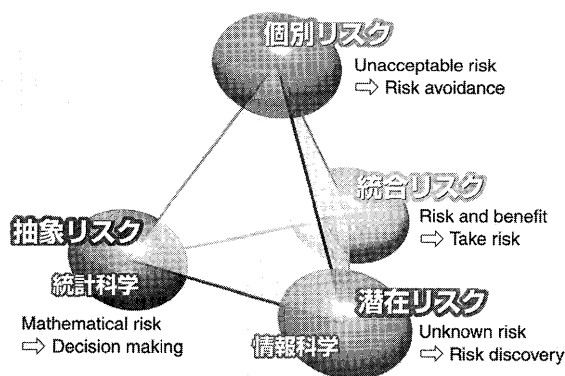 個別リスク
Unacceptable risk
⇨ Risk avoidance
統合リスク
Risk and benefit
⇨ Take risk
抽象リスク
統計科学
Mathematical risk
⇨ Decision making
潜在リスク
情報科学
Unknown risk
⇨ Risk discovery